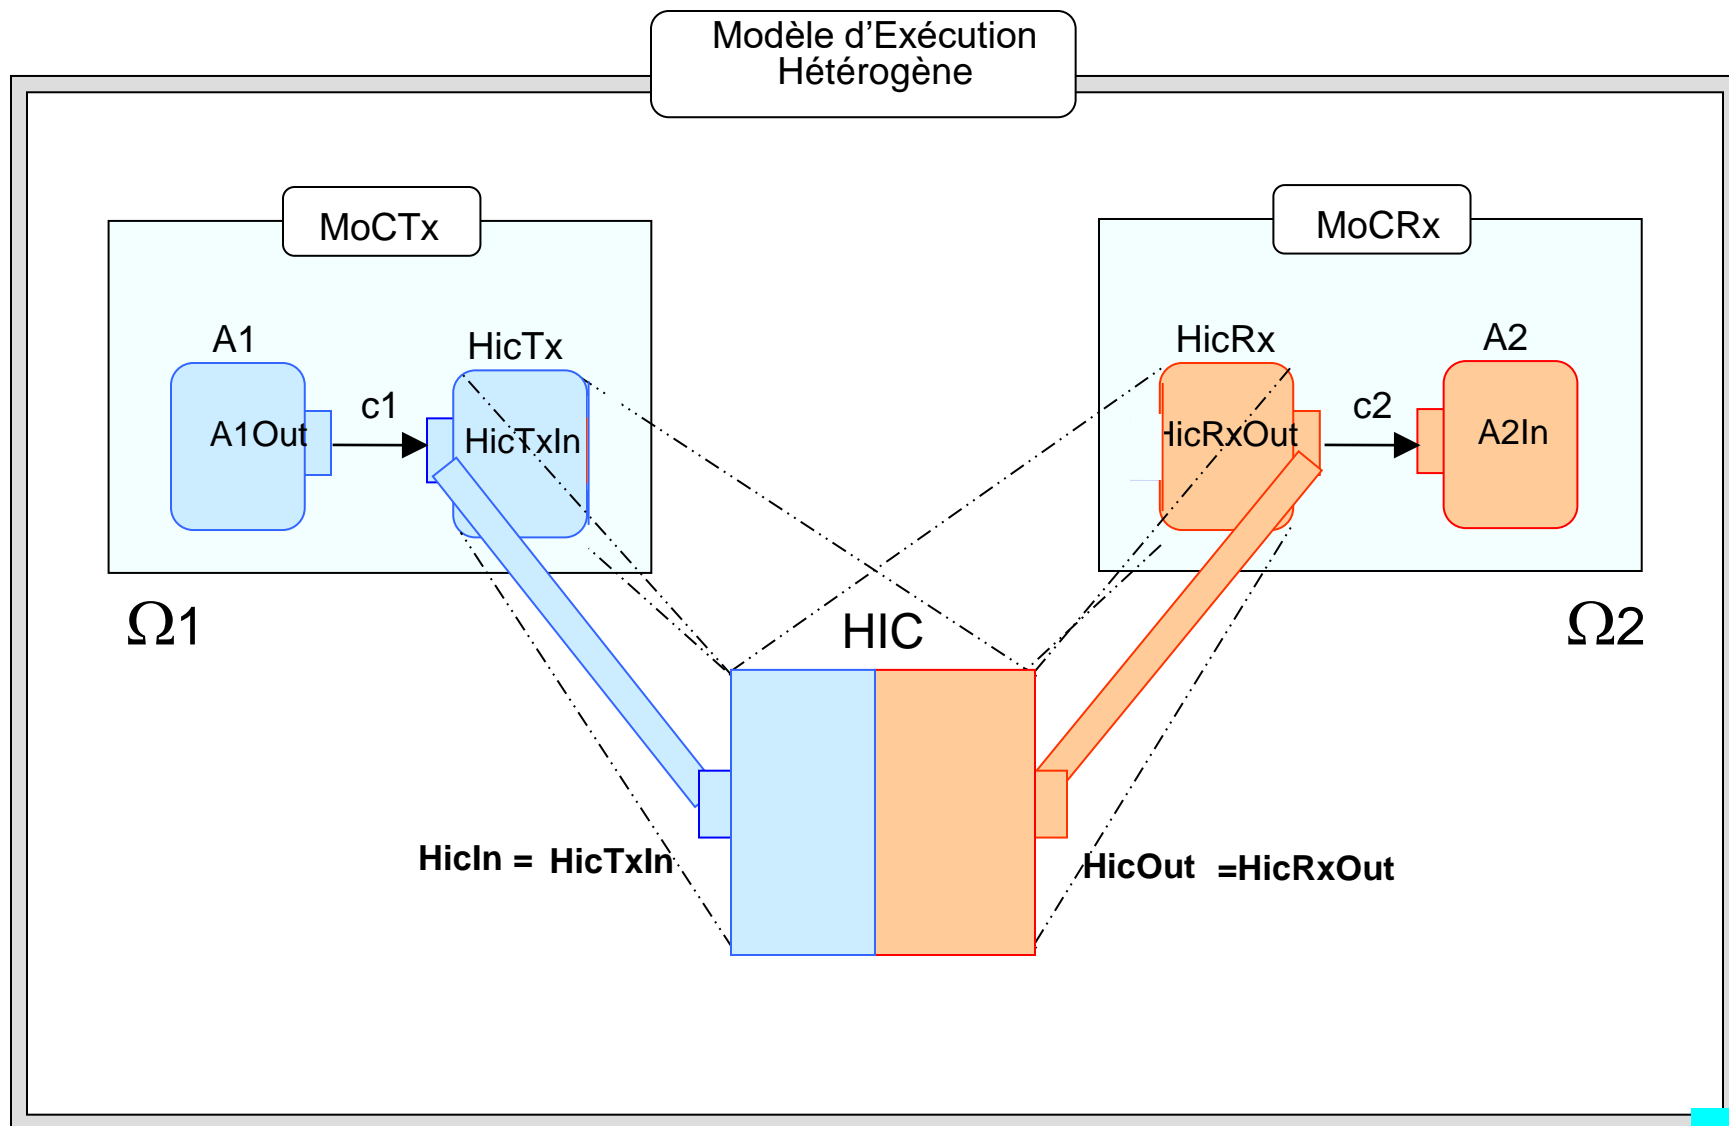 Modèle d’Exécution
Hétérogène
MoCTx
MoCRx
A1
HicTx
HicRx
A2
A1Out
c1
HicTxIn
HicRxOut
c2
A2In
Ω1
Ω2
HIC
HicIn = HicTxIn
HicOut =HicRxOut